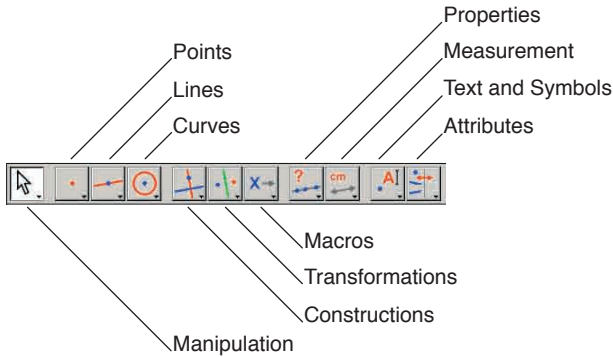 Properties
Points
Measurement
Lines
Text and Symbols
Curves
Attributes
?
cm
A
X
Macros
Transformations
Constructions
Manipulation